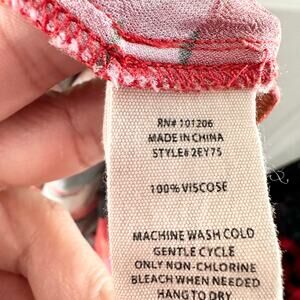 RN# 101206
MADE IN CHINA
STYLE# 2EY75
100% VISCOSE
MACHINE WASH COLD
GENTLE CYCLE
ONLY NON-CHLORINE
BLEACH WHEN NEEDED
HANG TO DRY